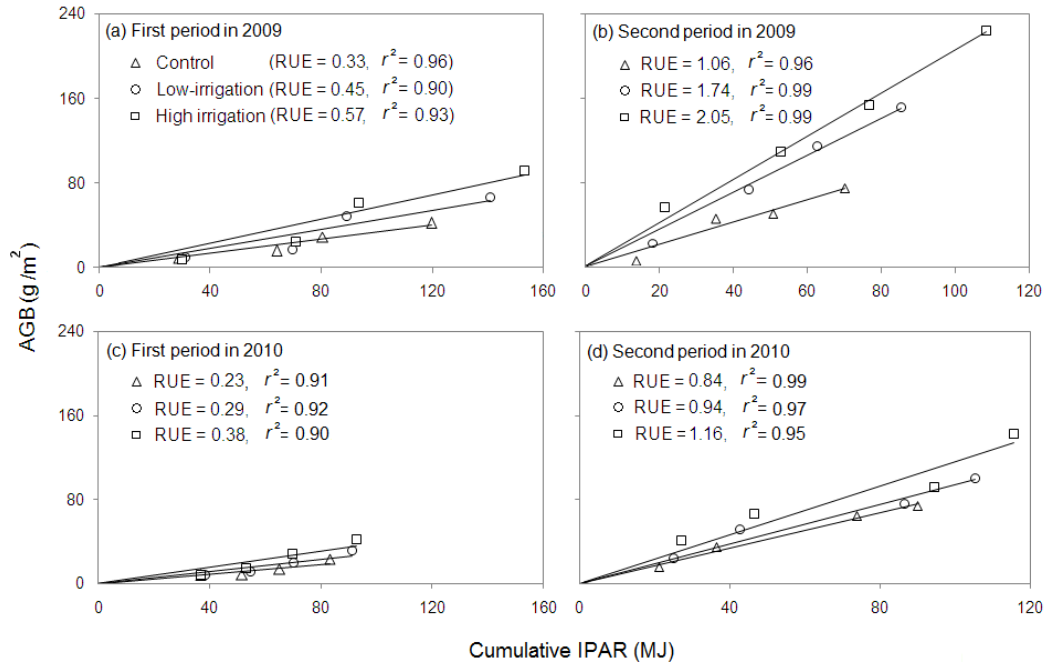 (a) First period in 2009
Control (RUE = 0.33, r² = 0.96)
Low-irrigation (RUE = 0.45, r² = 0.90)
High irrigation (RUE = 0.57, r² = 0.93)
240
160
80
0
0 40 80 120 160
(b) Second period in 2009
RUE = 1.06, r² = 0.96
RUE = 1.74, r² = 0.99
RUE = 2.05, r² = 0.99
0 20 40 60 80 100 120
AGB (g/m²)
(c) First period in 2010
RUE = 0.23, r² = 0.91
RUE = 0.29, r² = 0.92
RUE = 0.38, r² = 0.90
240
160
80
0
0 40 80 120 160
(d) Second period in 2010
RUE = 0.84, r² = 0.99
RUE = 0.94, r² = 0.97
RUE = 1.16, r² = 0.95
0 40 80 120
Cumulative IPAR (MJ)